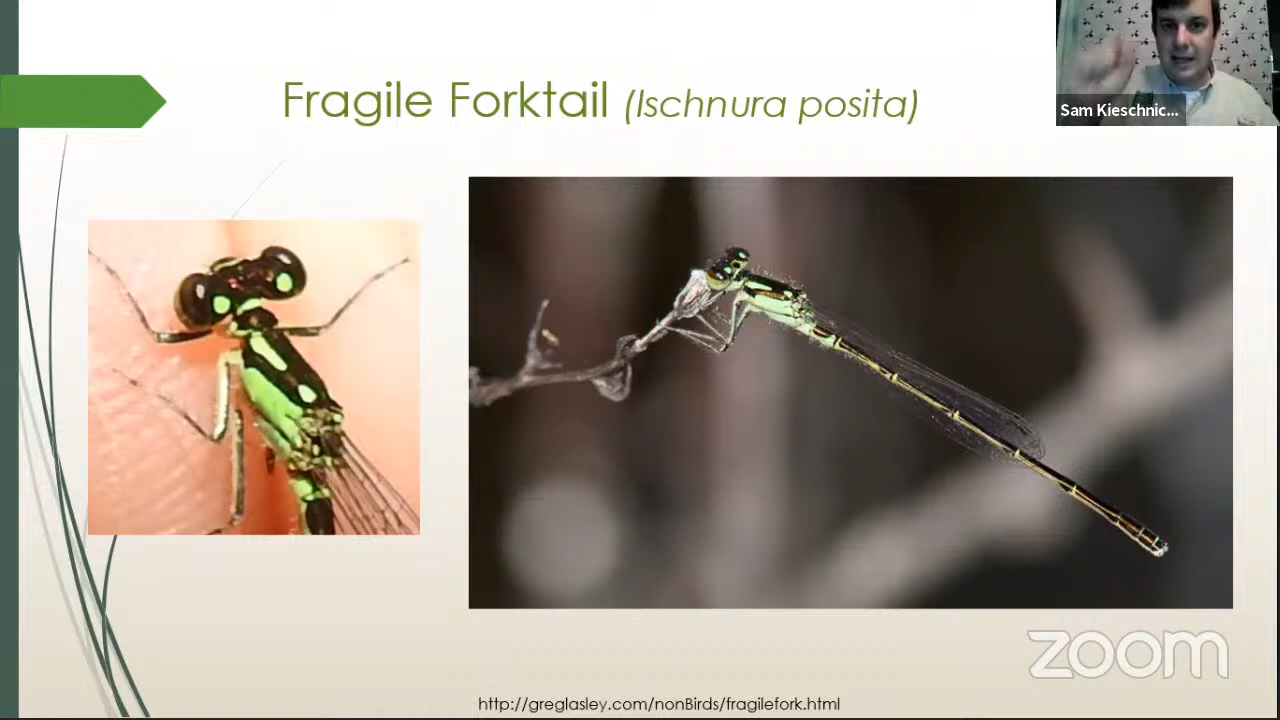 Fragile Forktail (Ischnura posita)
Sam Kieschnic...
zoom
http://greglasley.com/nonBirds/fragilefork.html